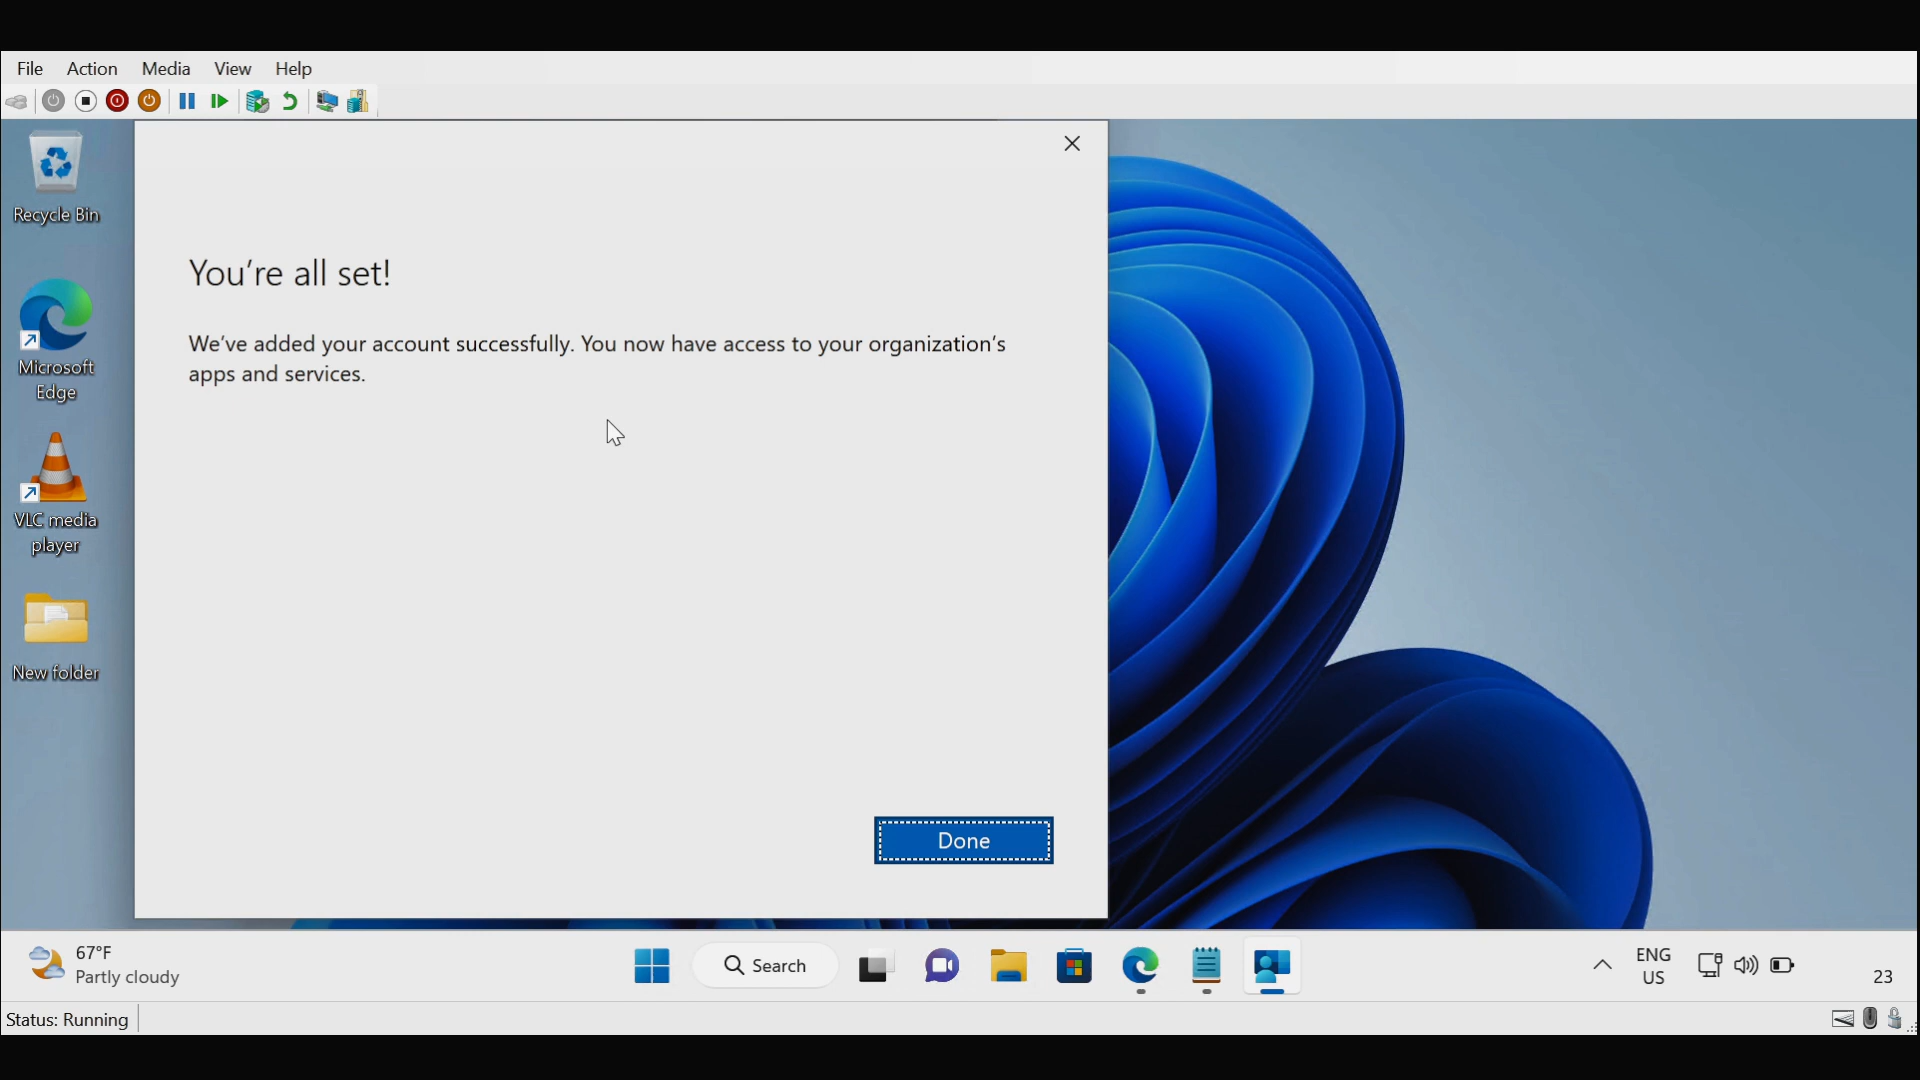 File Action Media View Help
Recycle Bin
You're all set!
We've added your account successfully. You now have access to your organization's
apps and services.
Microsoft
Edge
VLC media
player
New folder
Done
67°F
Partly cloudy
Search
ENG
US
23
Status: Running